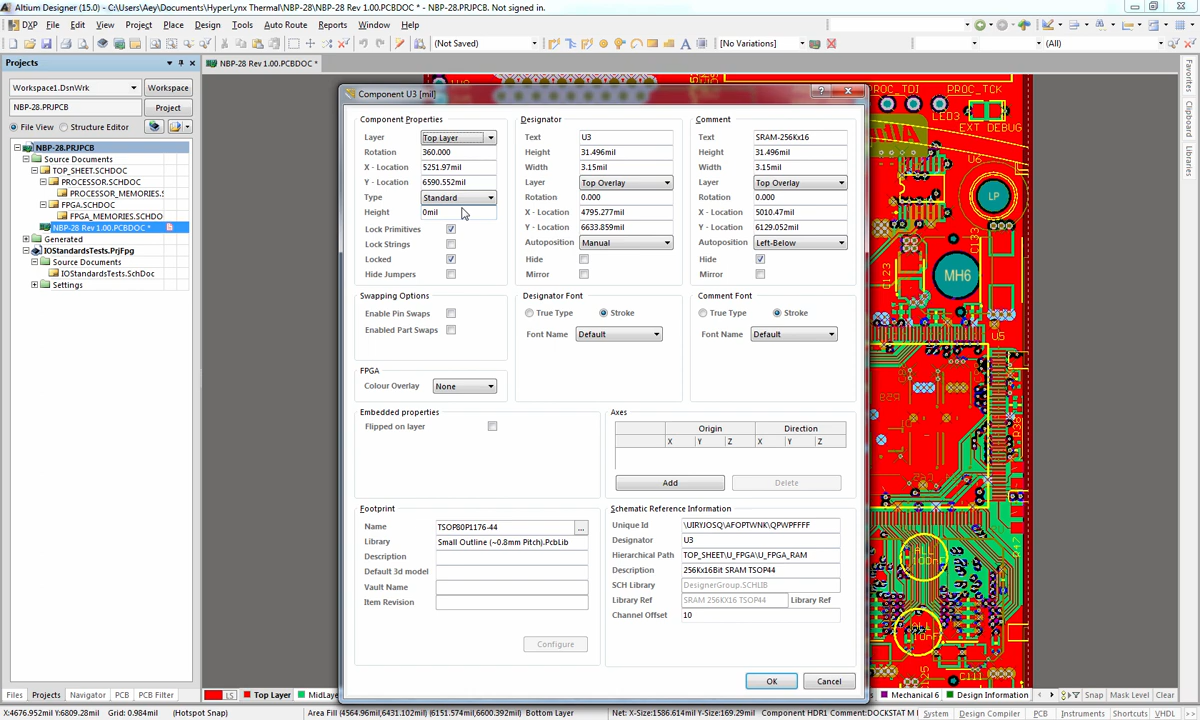 Altium Designer (15.0) - C:\Users\Aey\Documents\HyperLynx Thermal\NBP-28\NBP-28 Rev 1.00.PCBDOC - NBP-28.PRJPCB. Not signed in.
DXP File Edit View Project Place Design Tools Auto Route Reports Window Help
(Not Saved) [No Variations] (All)
Projects
NBP-28 Rev 1.00.PCBDOC *
Workspace1.DsnWrk Workspace
NBP-28.PRJPCB Project
File View Structure Editor
NBP-28.PRJPCB
Source Documents
TOP_SHEET.SCHDOC
PROCESSOR.SCHDOC
PROCESSOR_MEMORIES.S
FPGA.SCHDOC
FPGA_MEMORIES.SCHDO
NBP-28 Rev 1.00.PCBDOC *
Generated
IOStandardsTests.PrjFpg
Source Documents
IOStandardsTests.SchDoc
Settings
Component U3 [mil]
Component Properties
Layer Top Layer
Rotation 360.000
X - Location 5251.97mil
Y - Location 6590.552mil
Type Standard
Height 0mil
Lock Primitives
Lock Strings
Locked
Hide Jumpers
Swapping Options
Enable Pin Swaps
Enabled Part Swaps
FPGA
Colour Overlay None
Designator
Text U3
Height 31.496mil
Width 3.15mil
Layer Top Overlay
Rotation 0.000
X - Location 4795.277mil
Y - Location 6633.859mil
Autoposition Manual
Hide
Mirror
Designator Font
True Type Stroke
Font Name Default
Comment
Text SRAM-256Kx16
Height 31.496mil
Width 3.15mil
Layer Top Overlay
Rotation 0.000
X - Location 5010.47mil
Y - Location 6129.052mil
Autoposition Left-Below
Hide
Mirror
Comment Font
True Type Stroke
Font Name Default
Embedded properties
Flipped on layer
Axes
Origin Direction
X Y Z X Y Z
Add Delete
Footprint
Name TSOP80P1176-44 ...
Library Small Outline (~0.8mm Pitch).PcbLib
Description
Default 3d model
Vault Name
Item Revision
Configure
Schematic Reference Information
Unique Id \UIRYJOSQ\AFOPTWNK\QPWPFFFF
Designator U3
Hierarchical Path TOP_SHEET\U_FPGA\U_FPGA_RAM
Description 256Kx16Bit SRAM TSOP44
SCH Library DesignerGroup.SCHLIB
Library Ref SRAM 256KX16 TSOP44 Library Ref
Channel Offset 10
OK Cancel
PROC_TDI PROC_TCK
LED3
EXT DEBUG
U6
LP
C133
C123
MH6
U5
R36
R47
ALL
100nF
ALL
10nF
C125
C111
Favorites
Clipboard
Libraries
Files Projects Navigator PCB PCB Filter
LS Top Layer MidLaye
Mechanical 6 Design Information Snap Mask Level Clear
X:4676.952mil Y:6809.28mil Grid: 0.984mil (Hotspot Snap) Area Fill (4564.96mil,6431.102mil) (6151.574mil,6600.392mil) Bottom Layer Net: X-Size:1586.614mil Y-Size:169.29mil Component HDR1 Comment:DOCKSTAT M I System Design Compiler PCB Instruments Shortcuts VHDL >>